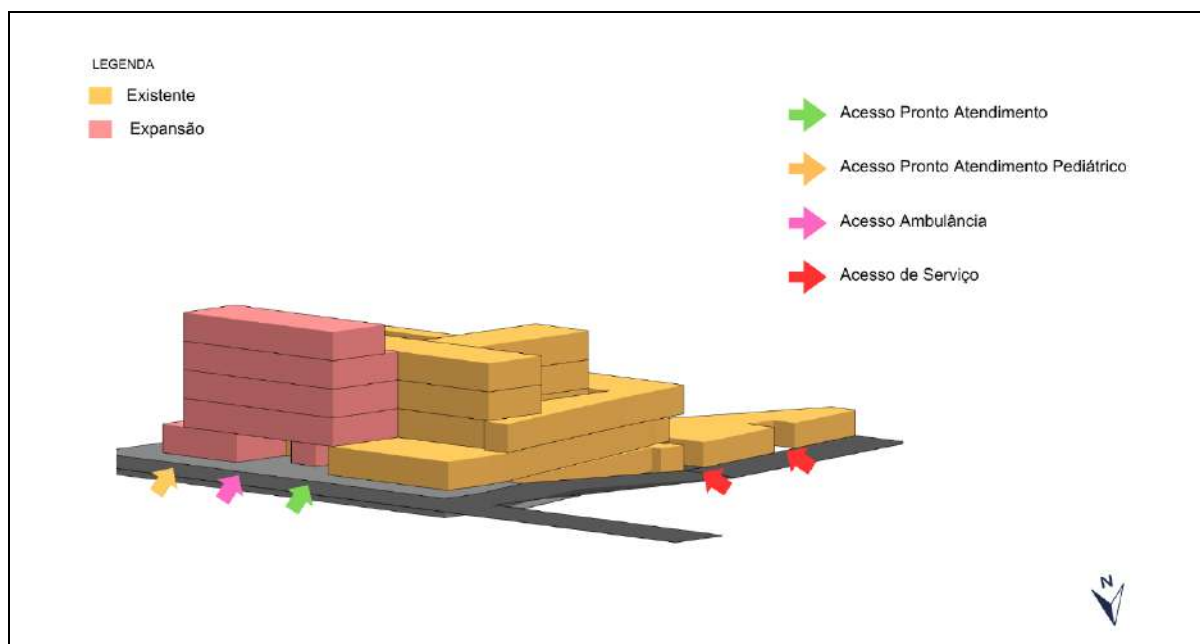 LEGENDA
Existente
Expansão
Acesso Pronto Atendimento
Acesso Pronto Atendimento Pediátrico
Acesso Ambulância
Acesso de Serviço
N